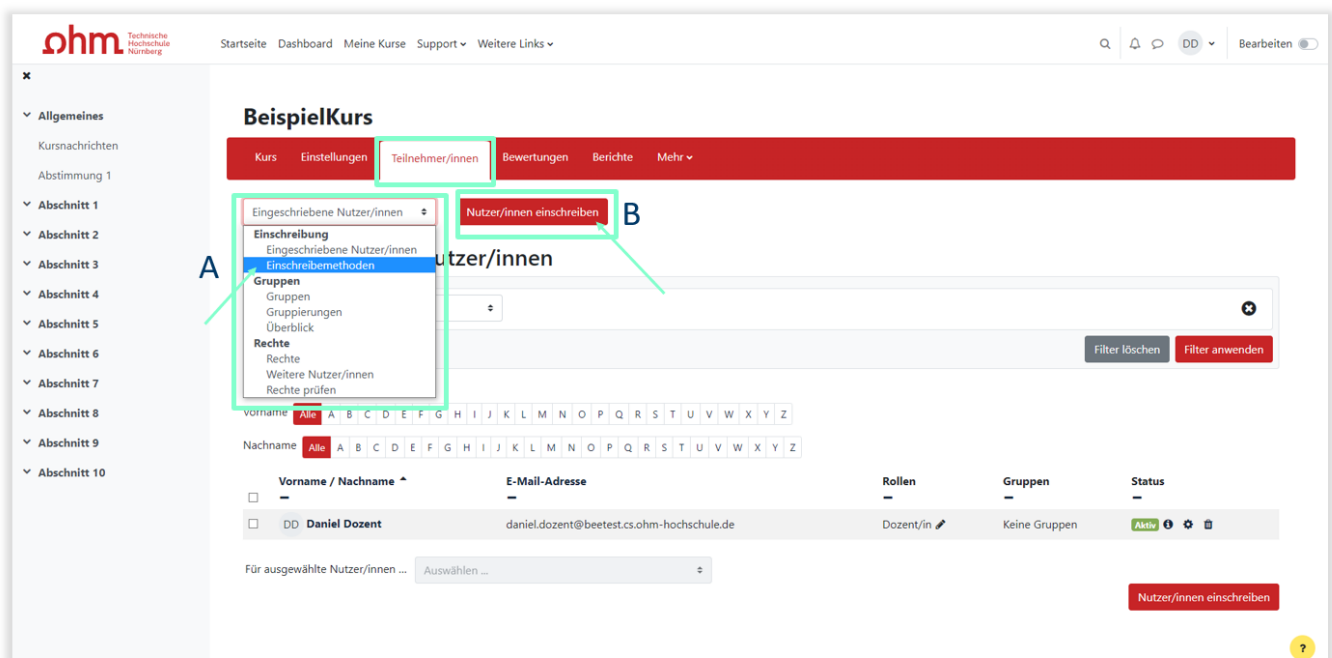 ohm Technische
Hochschule
Nürnberg
Startseite Dashboard Meine Kurse Support Weitere Links
DD Bearbeiten
Allgemeines
Kursnachrichten
Abstimmung 1
Abschnitt 1
Abschnitt 2
Abschnitt 3
Abschnitt 4
Abschnitt 5
Abschnitt 6
Abschnitt 7
Abschnitt 8
Abschnitt 9
Abschnitt 10
BeispielKurs
Kurs Einstellungen Teilnehmer/innen Bewertungen Berichte Mehr
Eingeschriebene Nutzer/innen Nutzer/innen einschreiben B
A
Einschreibung
Eingeschriebene Nutzer/innen
Einschreibemethoden
Gruppen
Gruppen
Gruppierungen
Überblick
Rechte
Rechte
Weitere Nutzer/innen
Rechte prüfen
utzer/innen
Filter löschen Filter anwenden
Vorname Alle A B C D E F G H I J K L M N O P Q R S T U V W X Y Z
Nachname Alle A B C D E F G H I J K L M N O P Q R S T U V W X Y Z
Vorname / Nachname E-Mail-Adresse Rollen Gruppen Status
DD Daniel Dozent daniel.dozent@beetest.cs.ohm-hochschule.de Dozent/in Keine Gruppen Aktiv
Für ausgewählte Nutzer/innen ... Auswählen ...
Nutzer/innen einschreiben
?